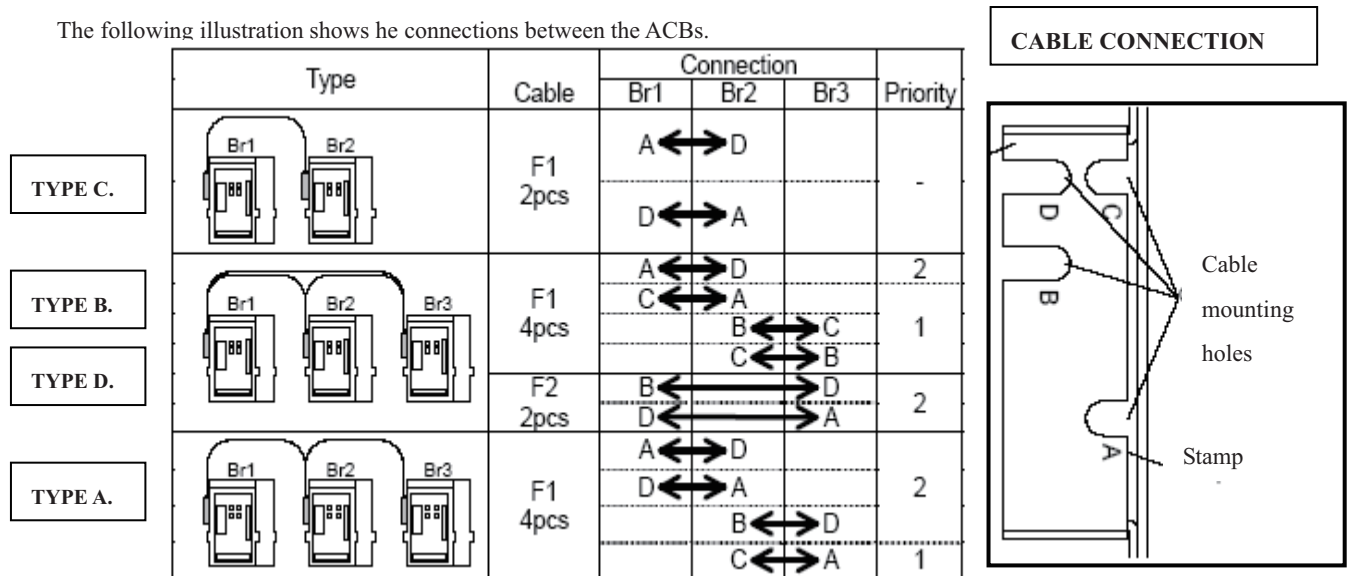 The following illustration shows he connections between the ACBs.
CABLE CONNECTION
Type
Cable
Connection
Br1 Br2 Br3
Priority
TYPE C.
Br1 Br2
F1
2pcs
A D
D A
-
TYPE B.
TYPE D.
Br1 Br2 Br3
F1
4pcs
A D
2
C A
B C
1
C B
F2
2pcs
B D
D A
2
TYPE A.
Br1 Br2 Br3
F1
4pcs
A D
D A
2
B D
C A
1
D C
B
A
Cable
mounting
holes
Stamp